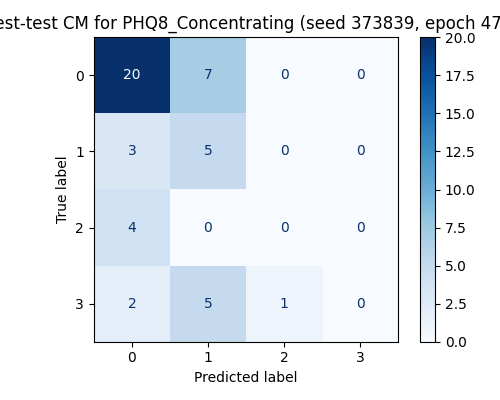 est-test CM for PHQ8_Concentrating (seed 373839, epoch 47
20 7 0 0
3 5 0 0
4 0 0 0
2 5 1 0
0
1
2
3
True label
0 1 2 3
Predicted label
20.0
17.5
15.0
12.5
10.0
7.5
5.0
2.5
0.0